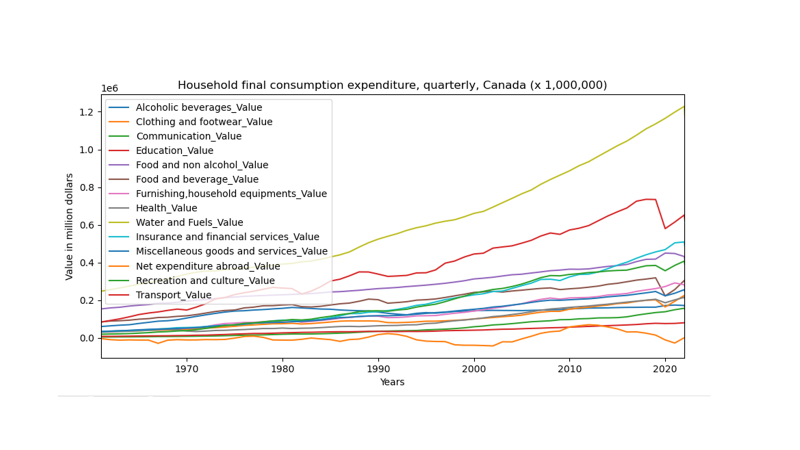 Household final consumption expenditure, quarterly, Canada (x 1,000,000)
1e6
1.2
1.0
0.8
0.6
0.4
0.2
0.0
Value in million dollars
Alcoholic beverages_Value
Clothing and footwear_Value
Communication_Value
Education_Value
Food and non alcohol_Value
Food and beverage_Value
Furnishing,household equipments_Value
Health_Value
Water and Fuels_Value
Insurance and financial services_Value
Miscellaneous goods and services_Value
Net expenditure abroad_Value
Recreation and culture_Value
Transport_Value
1970 1980 1990 2000 2010 2020
Years